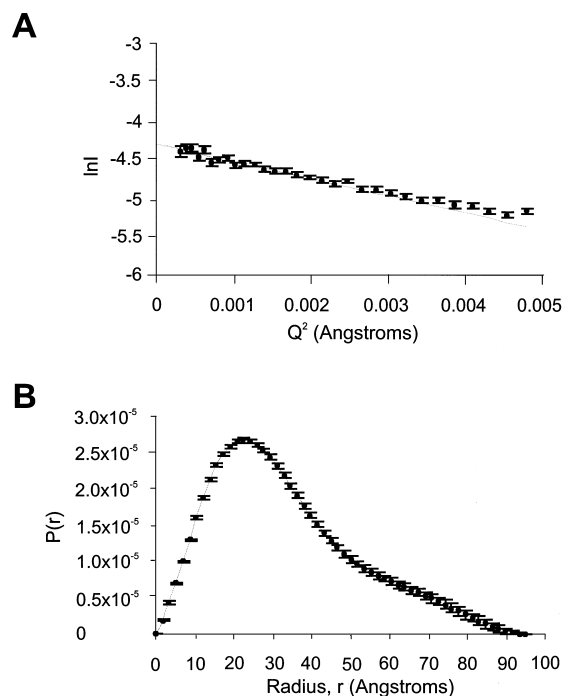 A
-3
-3.5
-4
-4.5
-5
-5.5
-6
lnI
0 0.001 0.002 0.003 0.004 0.005
Q² (Angstroms)
B
3.0x10⁻⁵
2.5x10⁻⁵
2.0x10⁻⁵
1.5x10⁻⁵
1.0x10⁻⁵
0.5x10⁻⁵
0
P(r)
0 10 20 30 40 50 60 70 80 90 100
Radius, r (Angstroms)